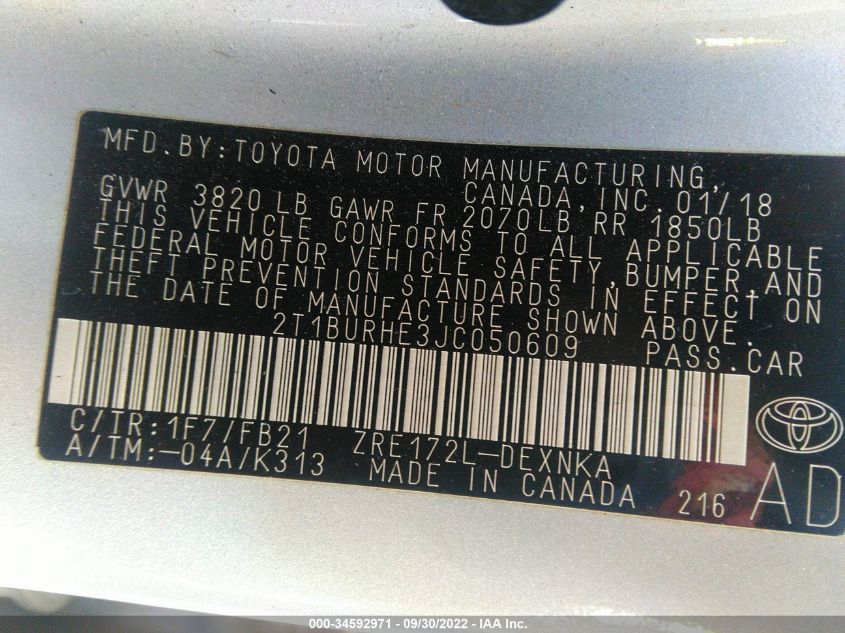 MFD.BY:TOYOTA MOTOR MANUFACTURING,
CANADA,INC.01/18
GVWR 3820LB GAWR FR 2070LB RR 1850LB
THIS VEHICLE CONFORMS TO ALL APPLICABLE
FEDERAL MOTOR VEHICLE SAFETY,BUMPER,AND
THEFT PREVENTION STANDARDS IN EFFECT ON
THE DATE OF MANUFACTURE SHOWN ABOVE.
2T1BURHE3JC050609 PASS.CAR
C/TR:1F7/FB21 ZRE172L-DEXNKA
A/TM:-04A/K313 MADE IN CANADA 216 AD
000-34592971 - 09/30/2022 - IAA Inc.